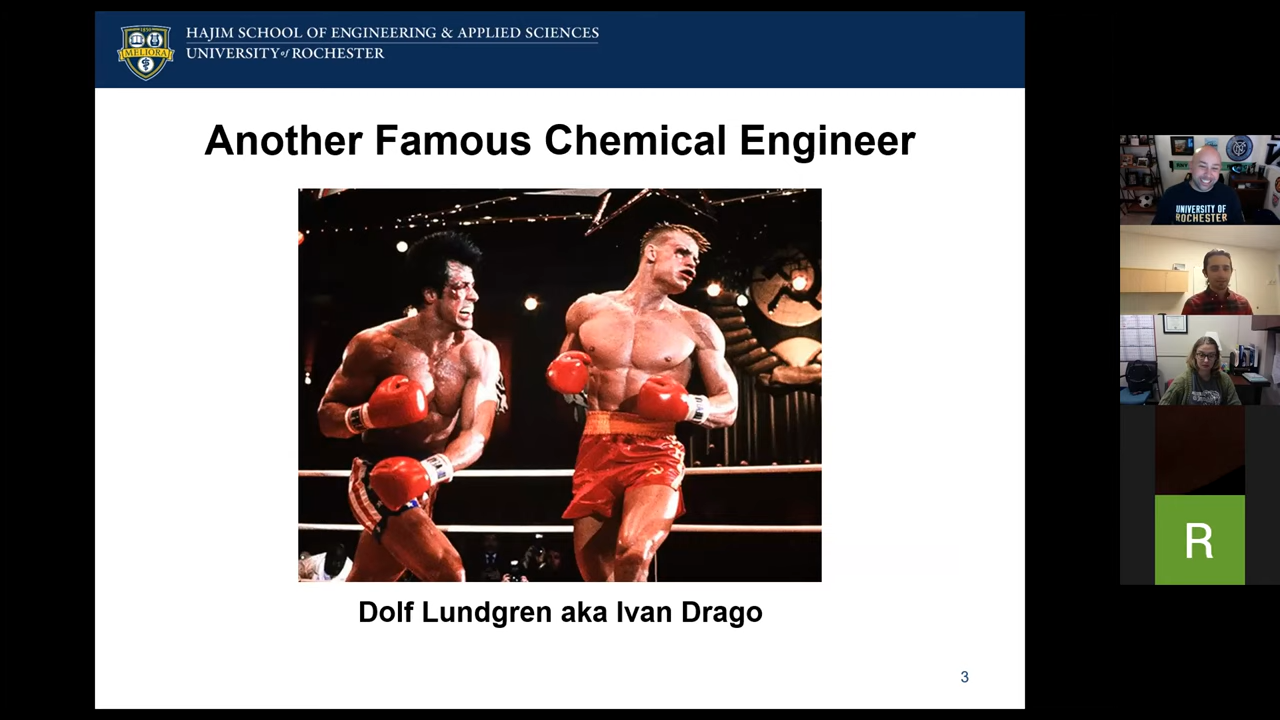 HAJIM SCHOOL OF ENGINEERING & APPLIED SCIENCES
UNIVERSITY of ROCHESTER
MELIORA
Another Famous Chemical Engineer
Dolf Lundgren aka Ivan Drago
3
UNIVERSITY OF
ROCHESTER
R